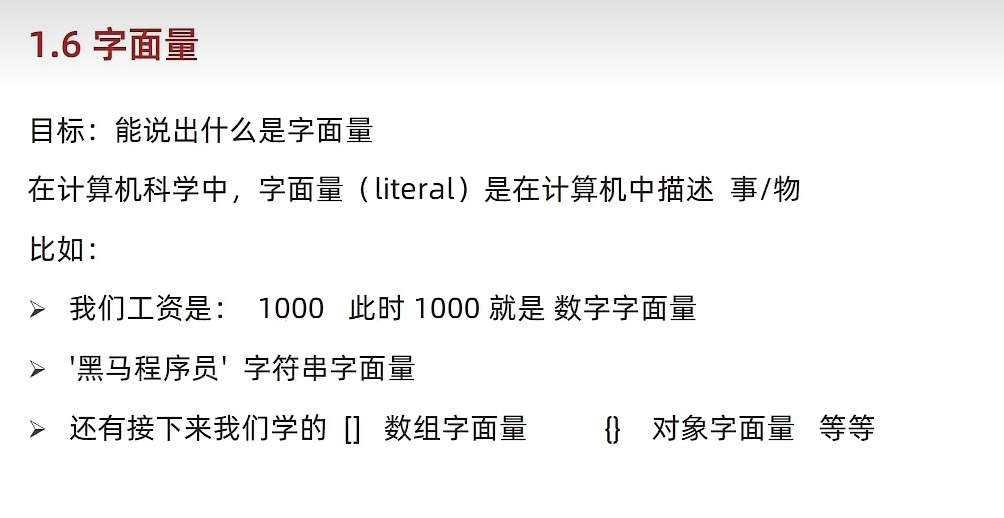 1.6 字面量
目标：能说出什么是字面量
在计算机科学中，字面量（literal）是在计算机中描述 事/物
比如：
➢ 我们工资是： 1000 此时 1000 就是 数字字面量
➢ '黑马程序员' 字符串字面量
➢ 还有接下来我们学的 [] 数组字面量 {} 对象字面量 等等